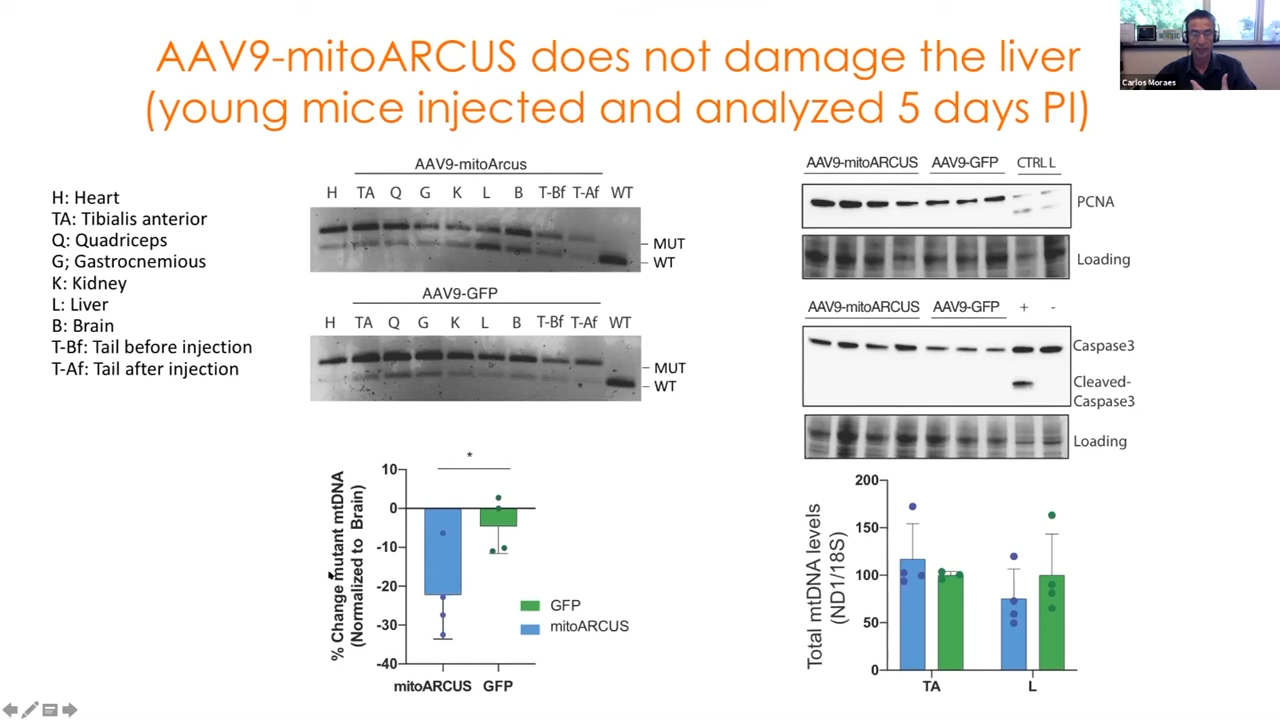 AAV9-mitoARCUS does not damage the liver
(young mice injected and analyzed 5 days PI)
Carlos Moraes
H: Heart
TA: Tibialis anterior
Q: Quadriceps
G; Gastrocnemious
K: Kidney
L: Liver
B: Brain
T-Bf: Tail before injection
T-Af: Tail after injection
AAV9-mitoArcus
H TA Q G K L B T-Bf T-Af WT
MUT
WT
AAV9-GFP
H TA Q G K L B T-Bf T-Af WT
MUT
WT
% Change mutant mtDNA
(Normalized to Brain)
*
10
0
-10
-20
-30
-40
mitoARCUS GFP
GFP
mitoARCUS
AAV9-mitoARCUS AAV9-GFP CTRL L
PCNA
Loading
AAV9-mitoARCUS AAV9-GFP + -
Caspase3
Cleaved-
Caspase3
Loading
Total mtDNA levels
(ND1/18S)
200
150
100
50
0
TA L